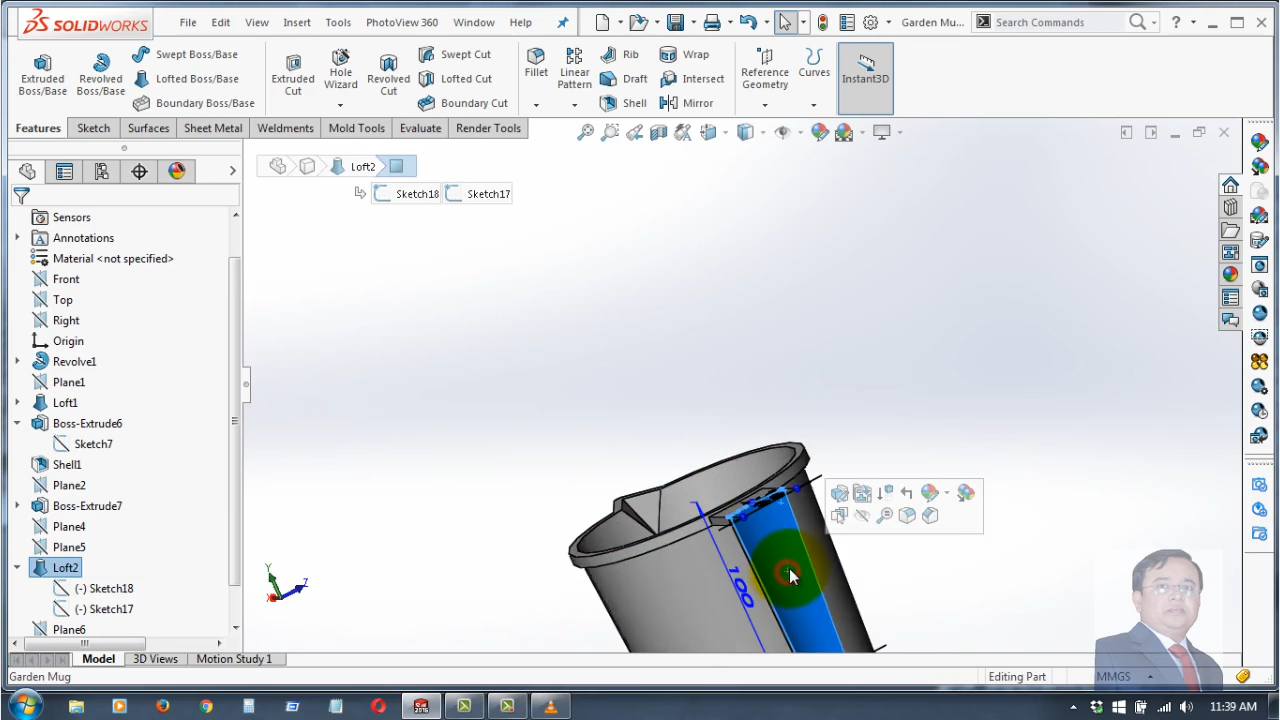 SOLIDWORKS File Edit View Insert Tools PhotoView 360 Window Help Garden Mu... Search Commands
Extruded Boss/Base
Revolved Boss/Base
Swept Boss/Base
Lofted Boss/Base
Boundary Boss/Base
Extruded Cut
Hole Wizard
Revolved Cut
Swept Cut
Lofted Cut
Boundary Cut
Fillet
Linear Pattern
Rib
Draft
Shell
Wrap
Intersect
Mirror
Reference Geometry
Curves
Instant3D
Features Sketch Surfaces Sheet Metal Weldments Mold Tools Evaluate Render Tools
Loft2
Sketch18 Sketch17
Sensors
Annotations
Material <not specified>
Front
Top
Right
Origin
Revolve1
Plane1
Loft1
Boss-Extrude6
Sketch7
Shell1
Plane2
Boss-Extrude7
Plane4
Plane5
Loft2
(-) Sketch18
(-) Sketch17
Plane6
100
Y
Z
X
Model 3D Views Motion Study 1
Garden Mug Editing Part MMGS
2016
11:39 AM